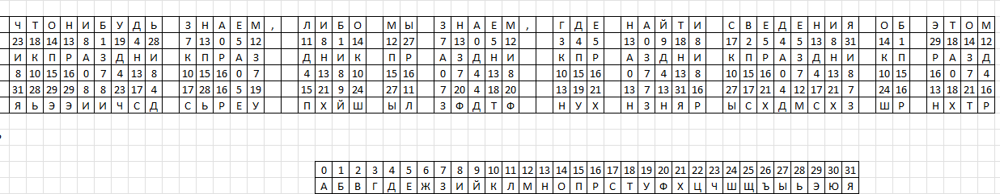 Ч Т О Н И Б У Д Ь З Н А Е М , Л И Б О М Ы З Н А Е М , Г Д Е Н А Й Т И С В Е Д Е Н И Я О Б Э Т О М
23 18 14 13 8 1 19 4 28 7 13 0 5 12 11 8 1 14 12 27 7 13 0 5 12 3 4 5 13 0 9 18 8 17 2 5 4 5 13 8 31 14 1 29 18 14 12
И К П Р А З Д Н И К П Р А З Д Н И К П Р А З Д Н И К П Р А З Д Н И К П Р А З Д Н И К П Р А З Д
8 10 15 16 0 7 4 13 8 10 15 16 0 7 4 13 8 10 15 16 0 7 4 13 8 10 15 16 0 7 4 13 8 10 15 16 0 7 4 13 8 10 15 16 0 7 4
31 28 29 29 8 8 23 17 4 17 28 16 5 19 15 21 9 24 27 11 7 20 4 18 20 13 19 21 13 7 13 31 16 27 17 21 4 12 17 21 7 24 16 13 18 21 16
Я Ь Э Э И И Ч С Д С Ь Р Е У П Х Й Ш Ы Л З Ф Д Т Ф Н У Х Н З Н Я Р Ы С Х Д М С Х З Ш Р Н Х Т Р
0 1 2 3 4 5 6 7 8 9 10 11 12 13 14 15 16 17 18 19 20 21 22 23 24 25 26 27 28 29 30 31
А Б В Г Д Е Ж З И Й К Л М Н О П Р С Т У Ф Х Ц Ч Ш Щ Ъ Ы Ь Э Ю Я